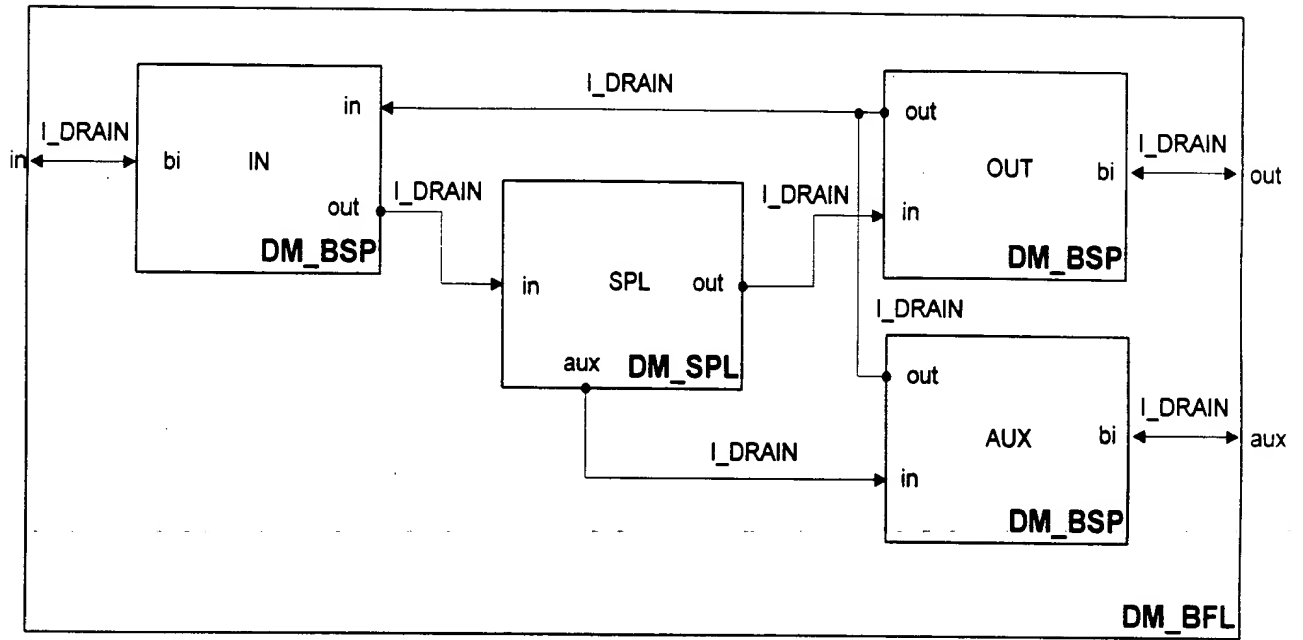 I_DRAIN
in
out
I_DRAIN
I_DRAIN
in
bi
IN
OUT
bi
out
I_DRAIN
I_DRAIN
out
in
DM_BSP
DM_BSP
in
SPL
out
I_DRAIN
aux
DM_SPL
out
I_DRAIN
AUX
bi
aux
I_DRAIN
in
DM_BSP
DM_BFL